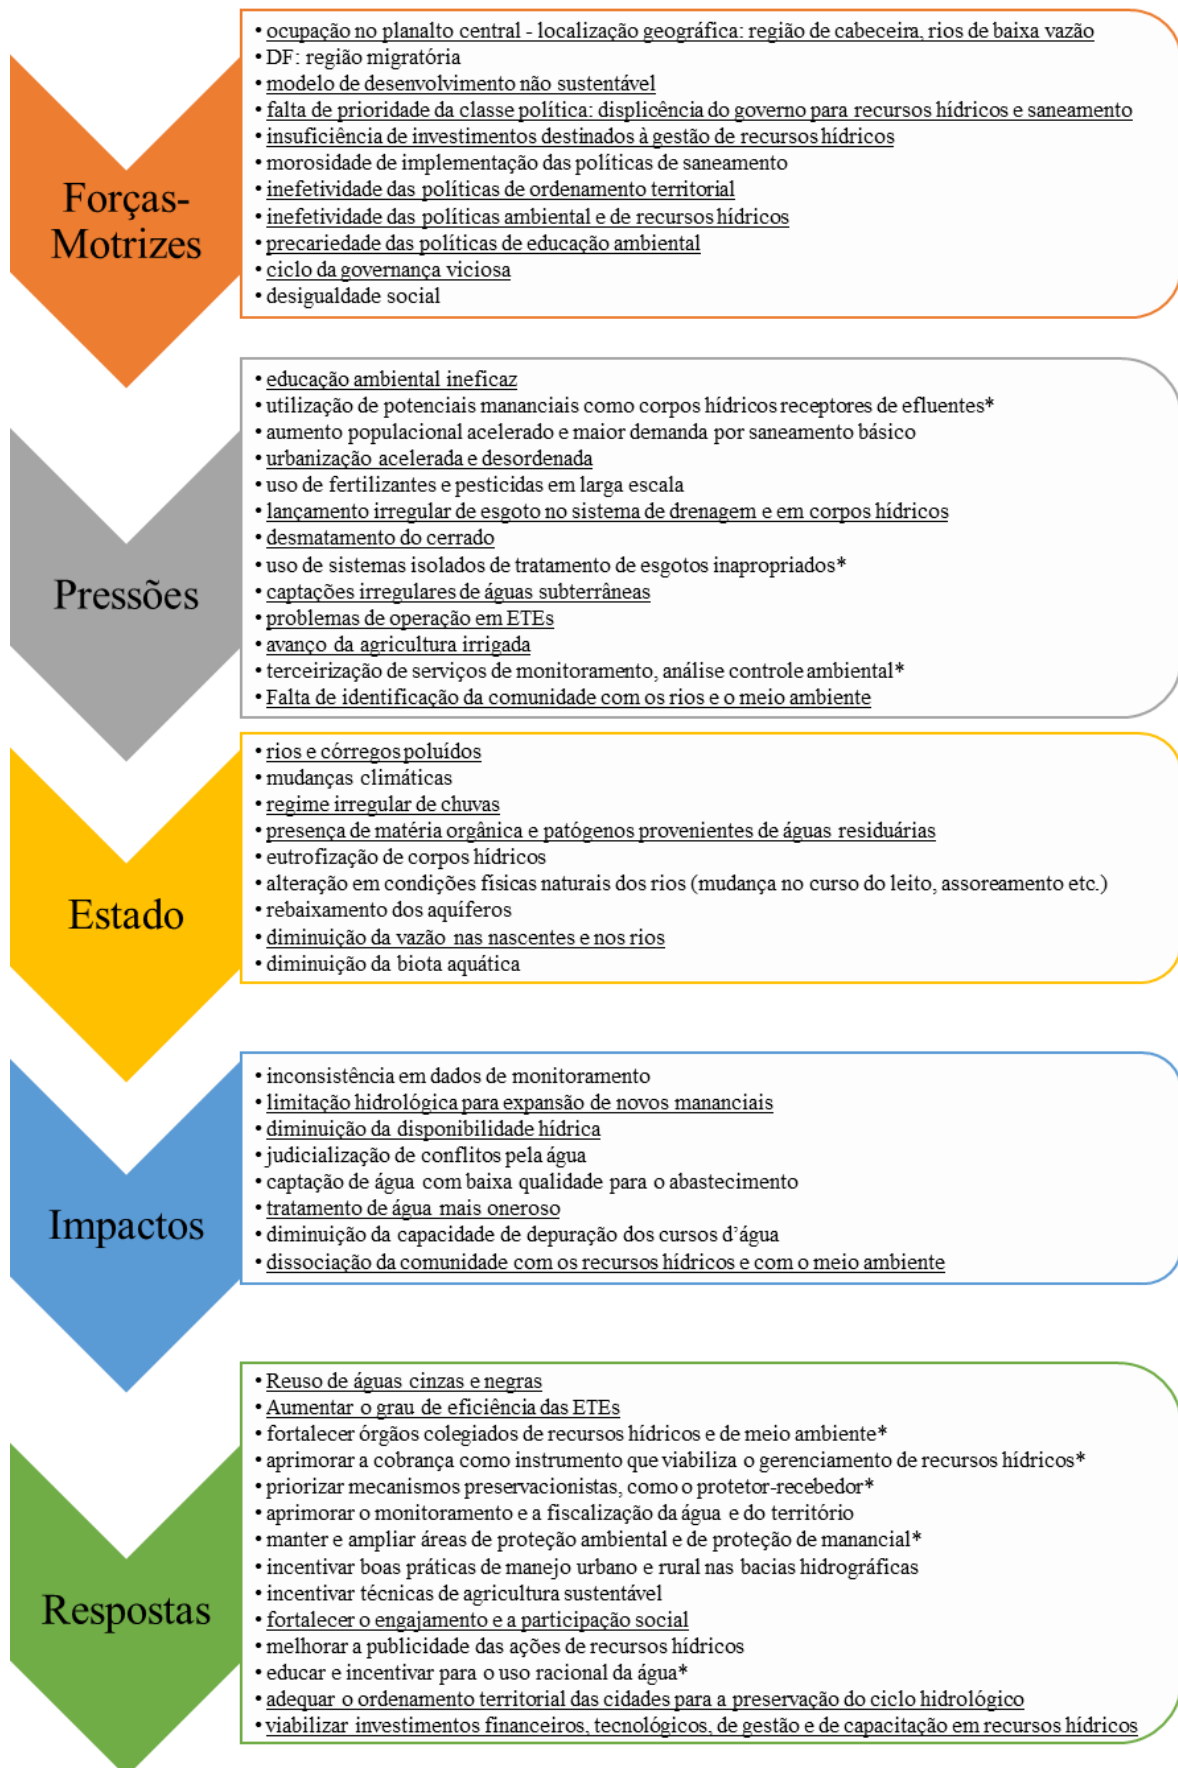 Forças-
Motrizes
• ocupação no planalto central - localização geográfica: região de cabeceira, rios de baixa vazão
• DF: região migratória
• modelo de desenvolvimento não sustentável
• falta de prioridade da classe política: displicência do governo para recursos hídricos e saneamento
• insuficiência de investimentos destinados à gestão de recursos hídricos
• morosidade de implementação das políticas de saneamento
• inefetividade das políticas de ordenamento territorial
• inefetividade das políticas ambiental e de recursos hídricos
• precariedade das políticas de educação ambiental
• ciclo da governança viciosa
• desigualdade social
Pressões
• educação ambiental ineficaz
• utilização de potenciais mananciais como corpos hídricos receptores de efluentes*
• aumento populacional acelerado e maior demanda por saneamento básico
• urbanização acelerada e desordenada
• uso de fertilizantes e pesticidas em larga escala
• lançamento irregular de esgoto no sistema de drenagem e em corpos hídricos
• desmatamento do cerrado
• uso de sistemas isolados de tratamento de esgotos inapropriados*
• captações irregulares de águas subterrâneas
• problemas de operação em ETEs
• avanço da agricultura irrigada
• terceirização de serviços de monitoramento, análise controle ambiental*
• Falta de identificação da comunidade com os rios e o meio ambiente
Estado
• rios e córregos poluídos
• mudanças climáticas
• regime irregular de chuvas
• presença de matéria orgânica e patógenos provenientes de águas residuárias
• eutrofização de corpos hídricos
• alteração em condições físicas naturais dos rios (mudança no curso do leito, assoreamento etc.)
• rebaixamento dos aquíferos
• diminuição da vazão nas nascentes e nos rios
• diminuição da biota aquática
Impactos
• inconsistência em dados de monitoramento
• limitação hidrológica para expansão de novos mananciais
• diminuição da disponibilidade hídrica
• judicialização de conflitos pela água
• captação de água com baixa qualidade para o abastecimento
• tratamento de água mais oneroso
• diminuição da capacidade de depuração dos cursos d’água
• dissociação da comunidade com os recursos hídricos e com o meio ambiente
Respostas
• Reuso de águas cinzas e negras
• Aumentar o grau de eficiência das ETEs
• fortalecer órgãos colegiados de recursos hídricos e de meio ambiente*
• aprimorar a cobrança como instrumento que viabiliza o gerenciamento de recursos hídricos*
• priorizar mecanismos preservacionistas, como o protetor-recebedor*
• aprimorar o monitoramento e a fiscalização da água e do território
• manter e ampliar áreas de proteção ambiental e de proteção de manancial*
• incentivar boas práticas de manejo urbano e rural nas bacias hidrográficas
• incentivar técnicas de agricultura sustentável
• fortalecer o engajamento e a participação social
• melhorar a publicidade das ações de recursos hídricos
• educar e incentivar para o uso racional da água*
• adequar o ordenamento territorial das cidades para a preservação do ciclo hidrológico
• viabilizar investimentos financeiros, tecnológicos, de gestão e de capacitação em recursos hídricos